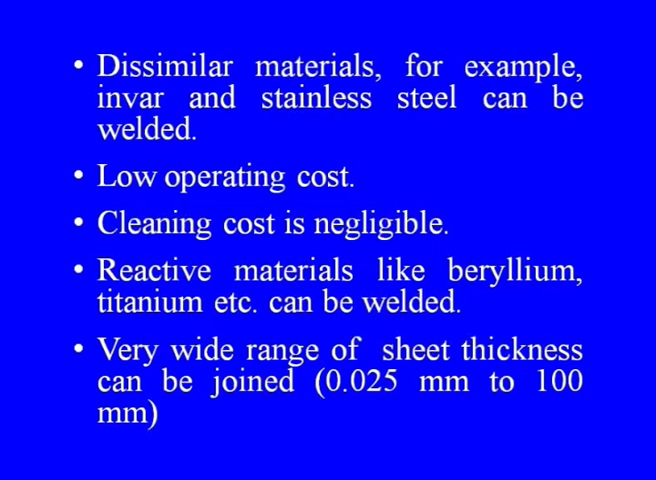 • Dissimilar materials, for example,
invar and stainless steel can be
welded.
• Low operating cost.
• Cleaning cost is negligible.
• Reactive materials like beryllium,
titanium etc. can be welded.
• Very wide range of sheet thickness
can be joined (0.025 mm to 100
mm)